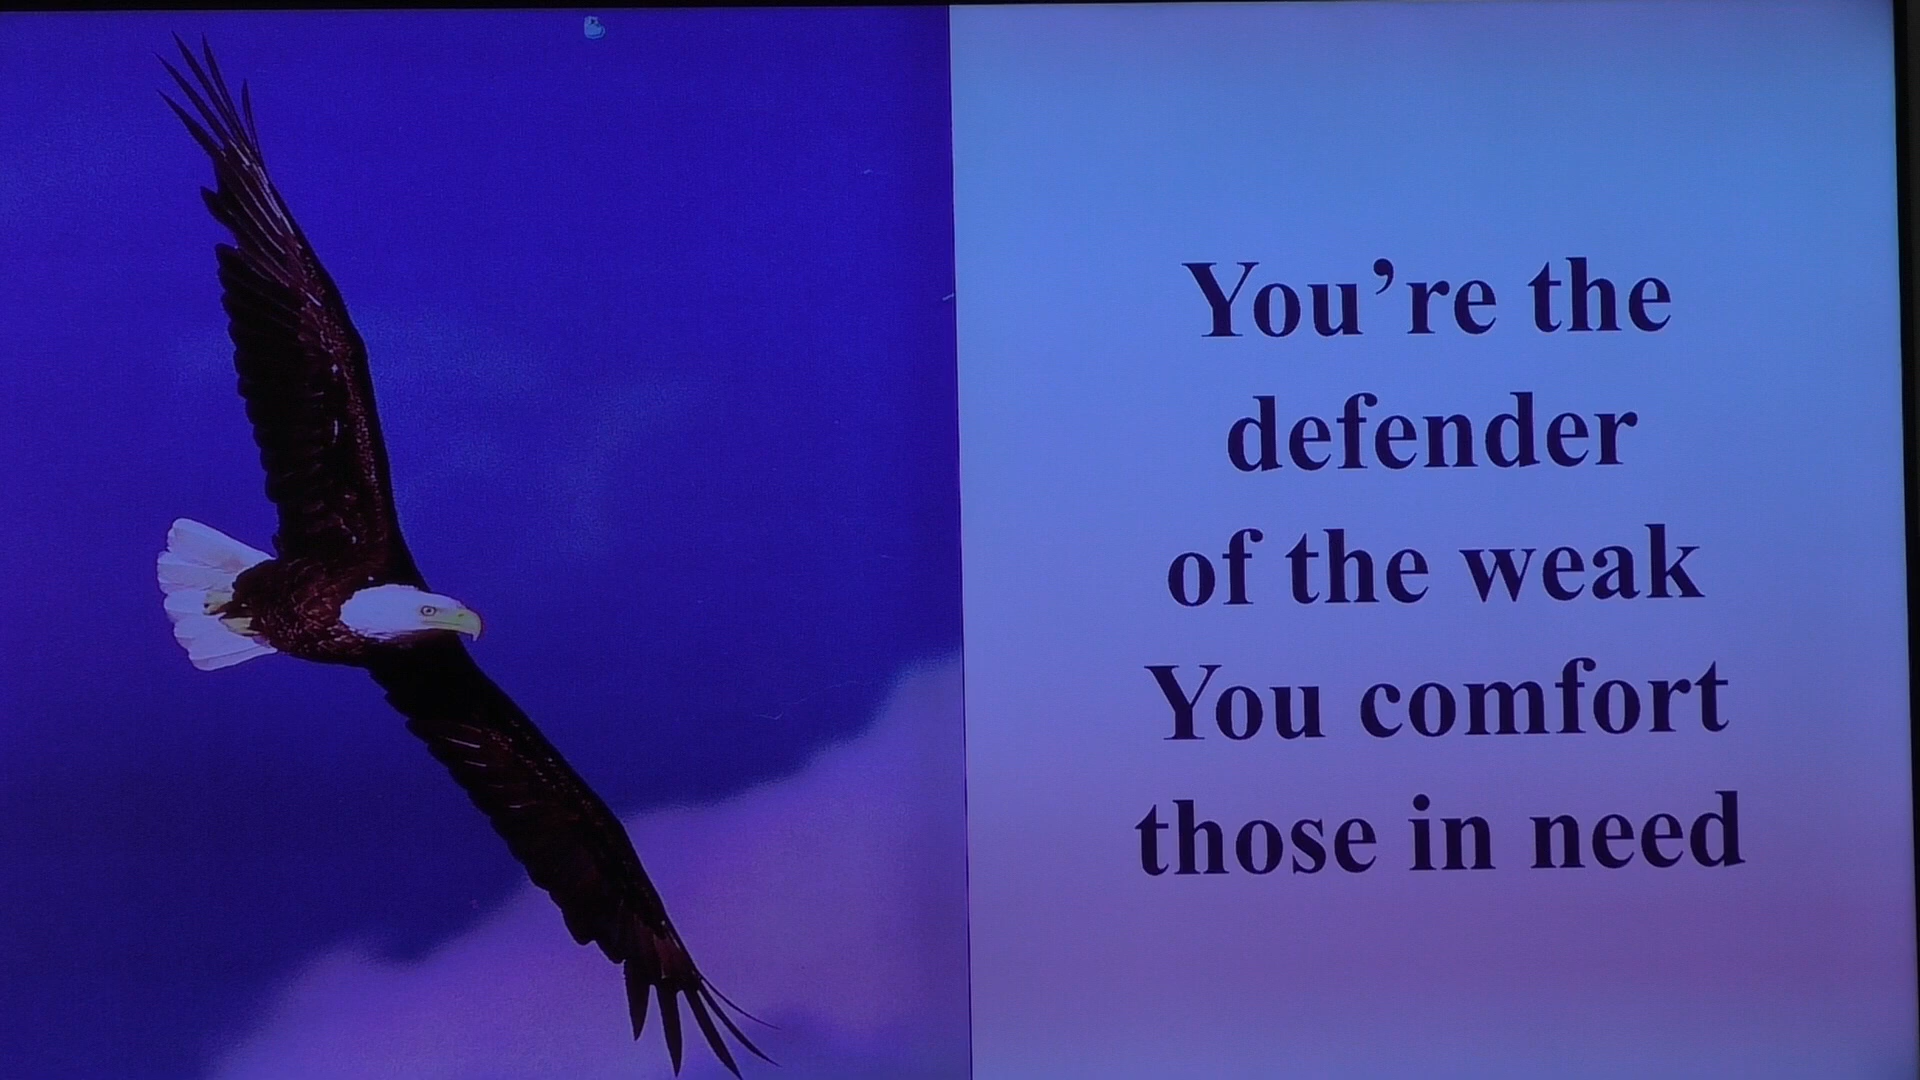 You’re the
defender
of the weak
You comfort
those in need